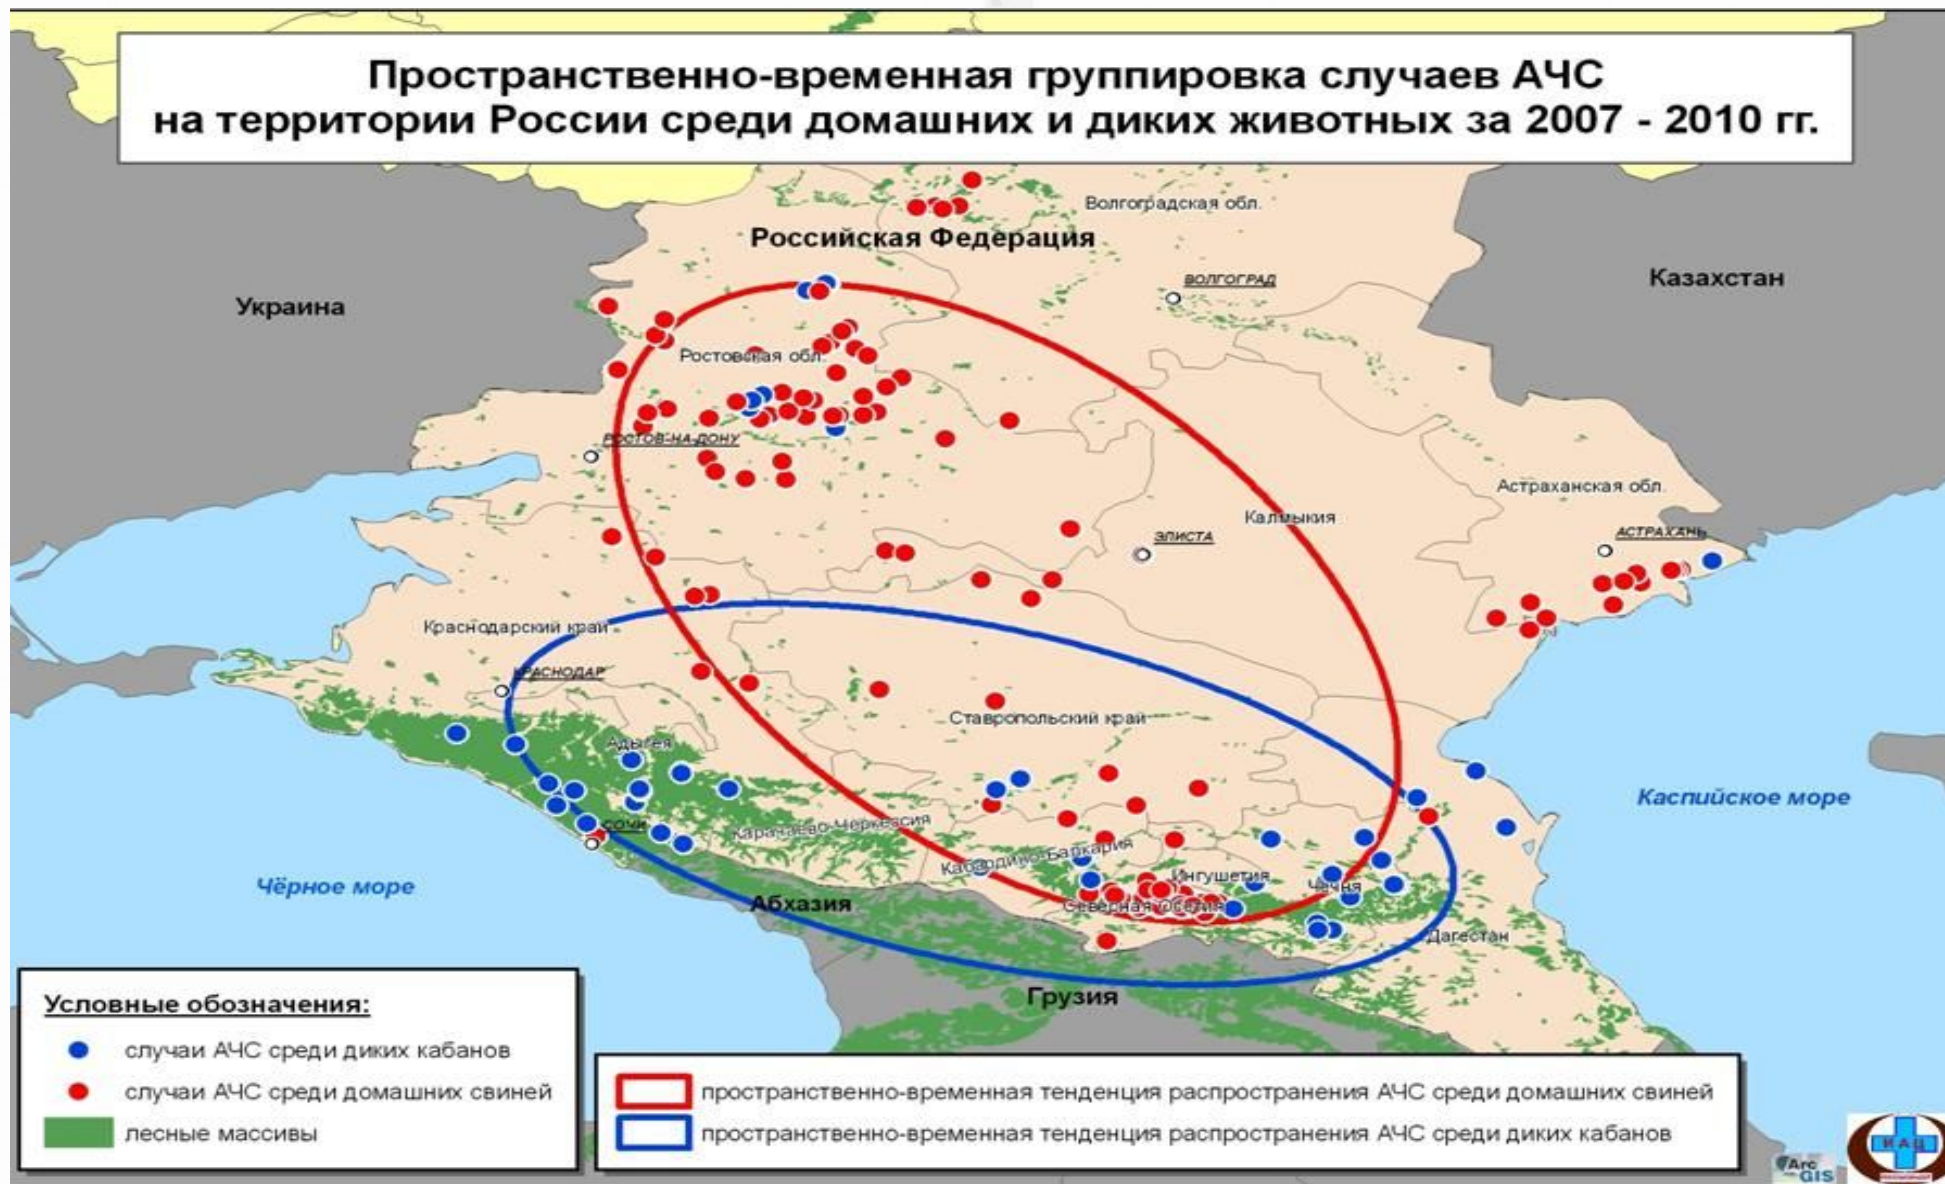 Пространственно-временная группировка случаев АЧС
на территории России среди домашних и диких животных за 2007 - 2010 гг.
Волгоградская обл.
Российская Федерация
ВОЛГОГРАД
Казахстан
Украина
Ростовская обл.
РОСТОВ-НА-ДОНУ
Астраханская обл.
Калмыкия
АСТРАХАНЬ
ЭЛИСТА
Краснодарский край
КРАСНОДАР
Ставропольский край
Адыгея
Каспийское море
СОЧИ
Карачаево-Черкессия
Кабардино-Балкария
Ингушетия
Чечня
Чёрное море
Абхазия
Северная Осетия
Дагестан
Грузия
Условные обозначения:
случаи АЧС среди диких кабанов
случаи АЧС среди домашних свиней
лесные массивы
пространственно-временная тенденция распространения АЧС среди домашних свиней
пространственно-временная тенденция распространения АЧС среди диких кабанов
ИАЦ
Arc
GIS